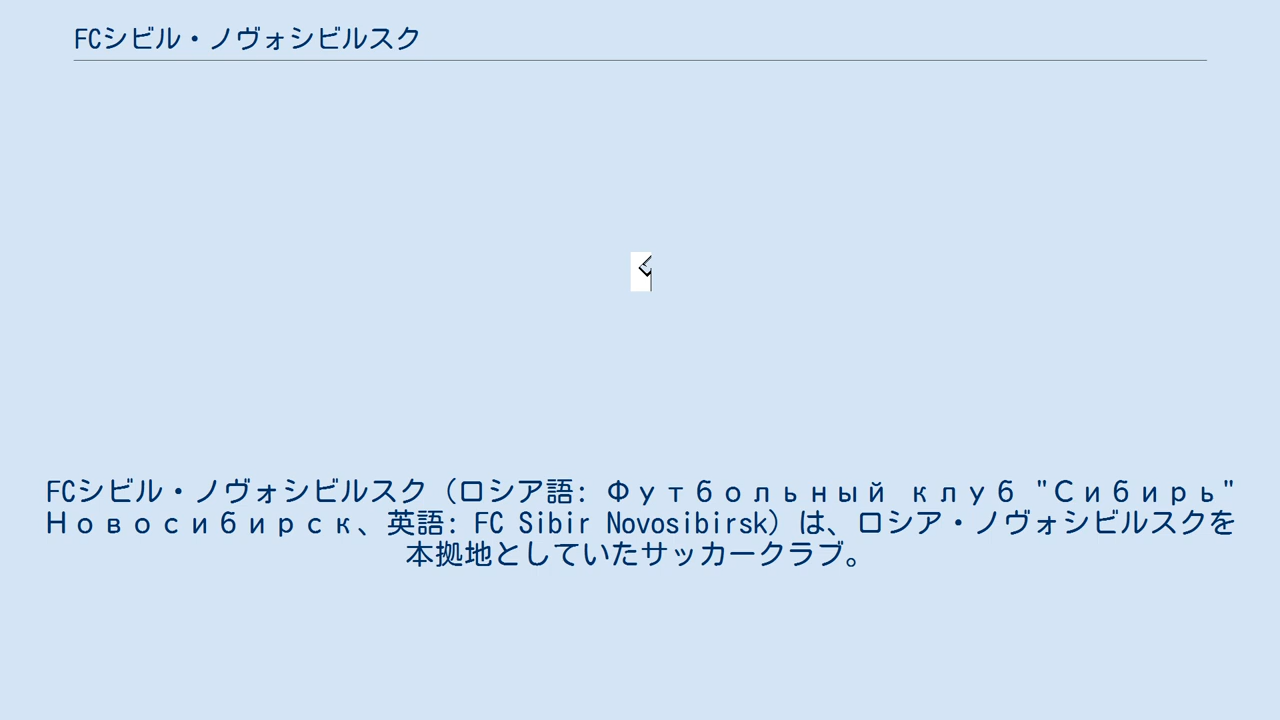 FCシビル・ノヴォシビルスク
FCシビル・ノヴォシビルスク（ロシア語: Футбольный клуб "Сибирь"
Новосибирск、英語: FC Sibir Novosibirsk）は、ロシア・ノヴォシビルスクを
本拠地としていたサッカークラブ。